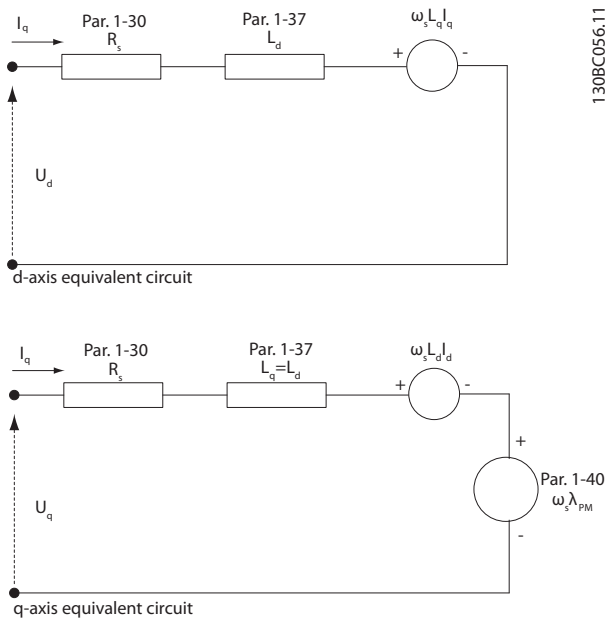 I_q
Par. 1-30
R_s
Par. 1-37
L_d
ω_sL_qI_q
+
-
U_d
d-axis equivalent circuit
I_q
Par. 1-30
R_s
Par. 1-37
L_q=L_d
ω_sL_dI_d
+
-
+
Par. 1-40
ω_sλ_PM
-
U_q
q-axis equivalent circuit
130BC056.11